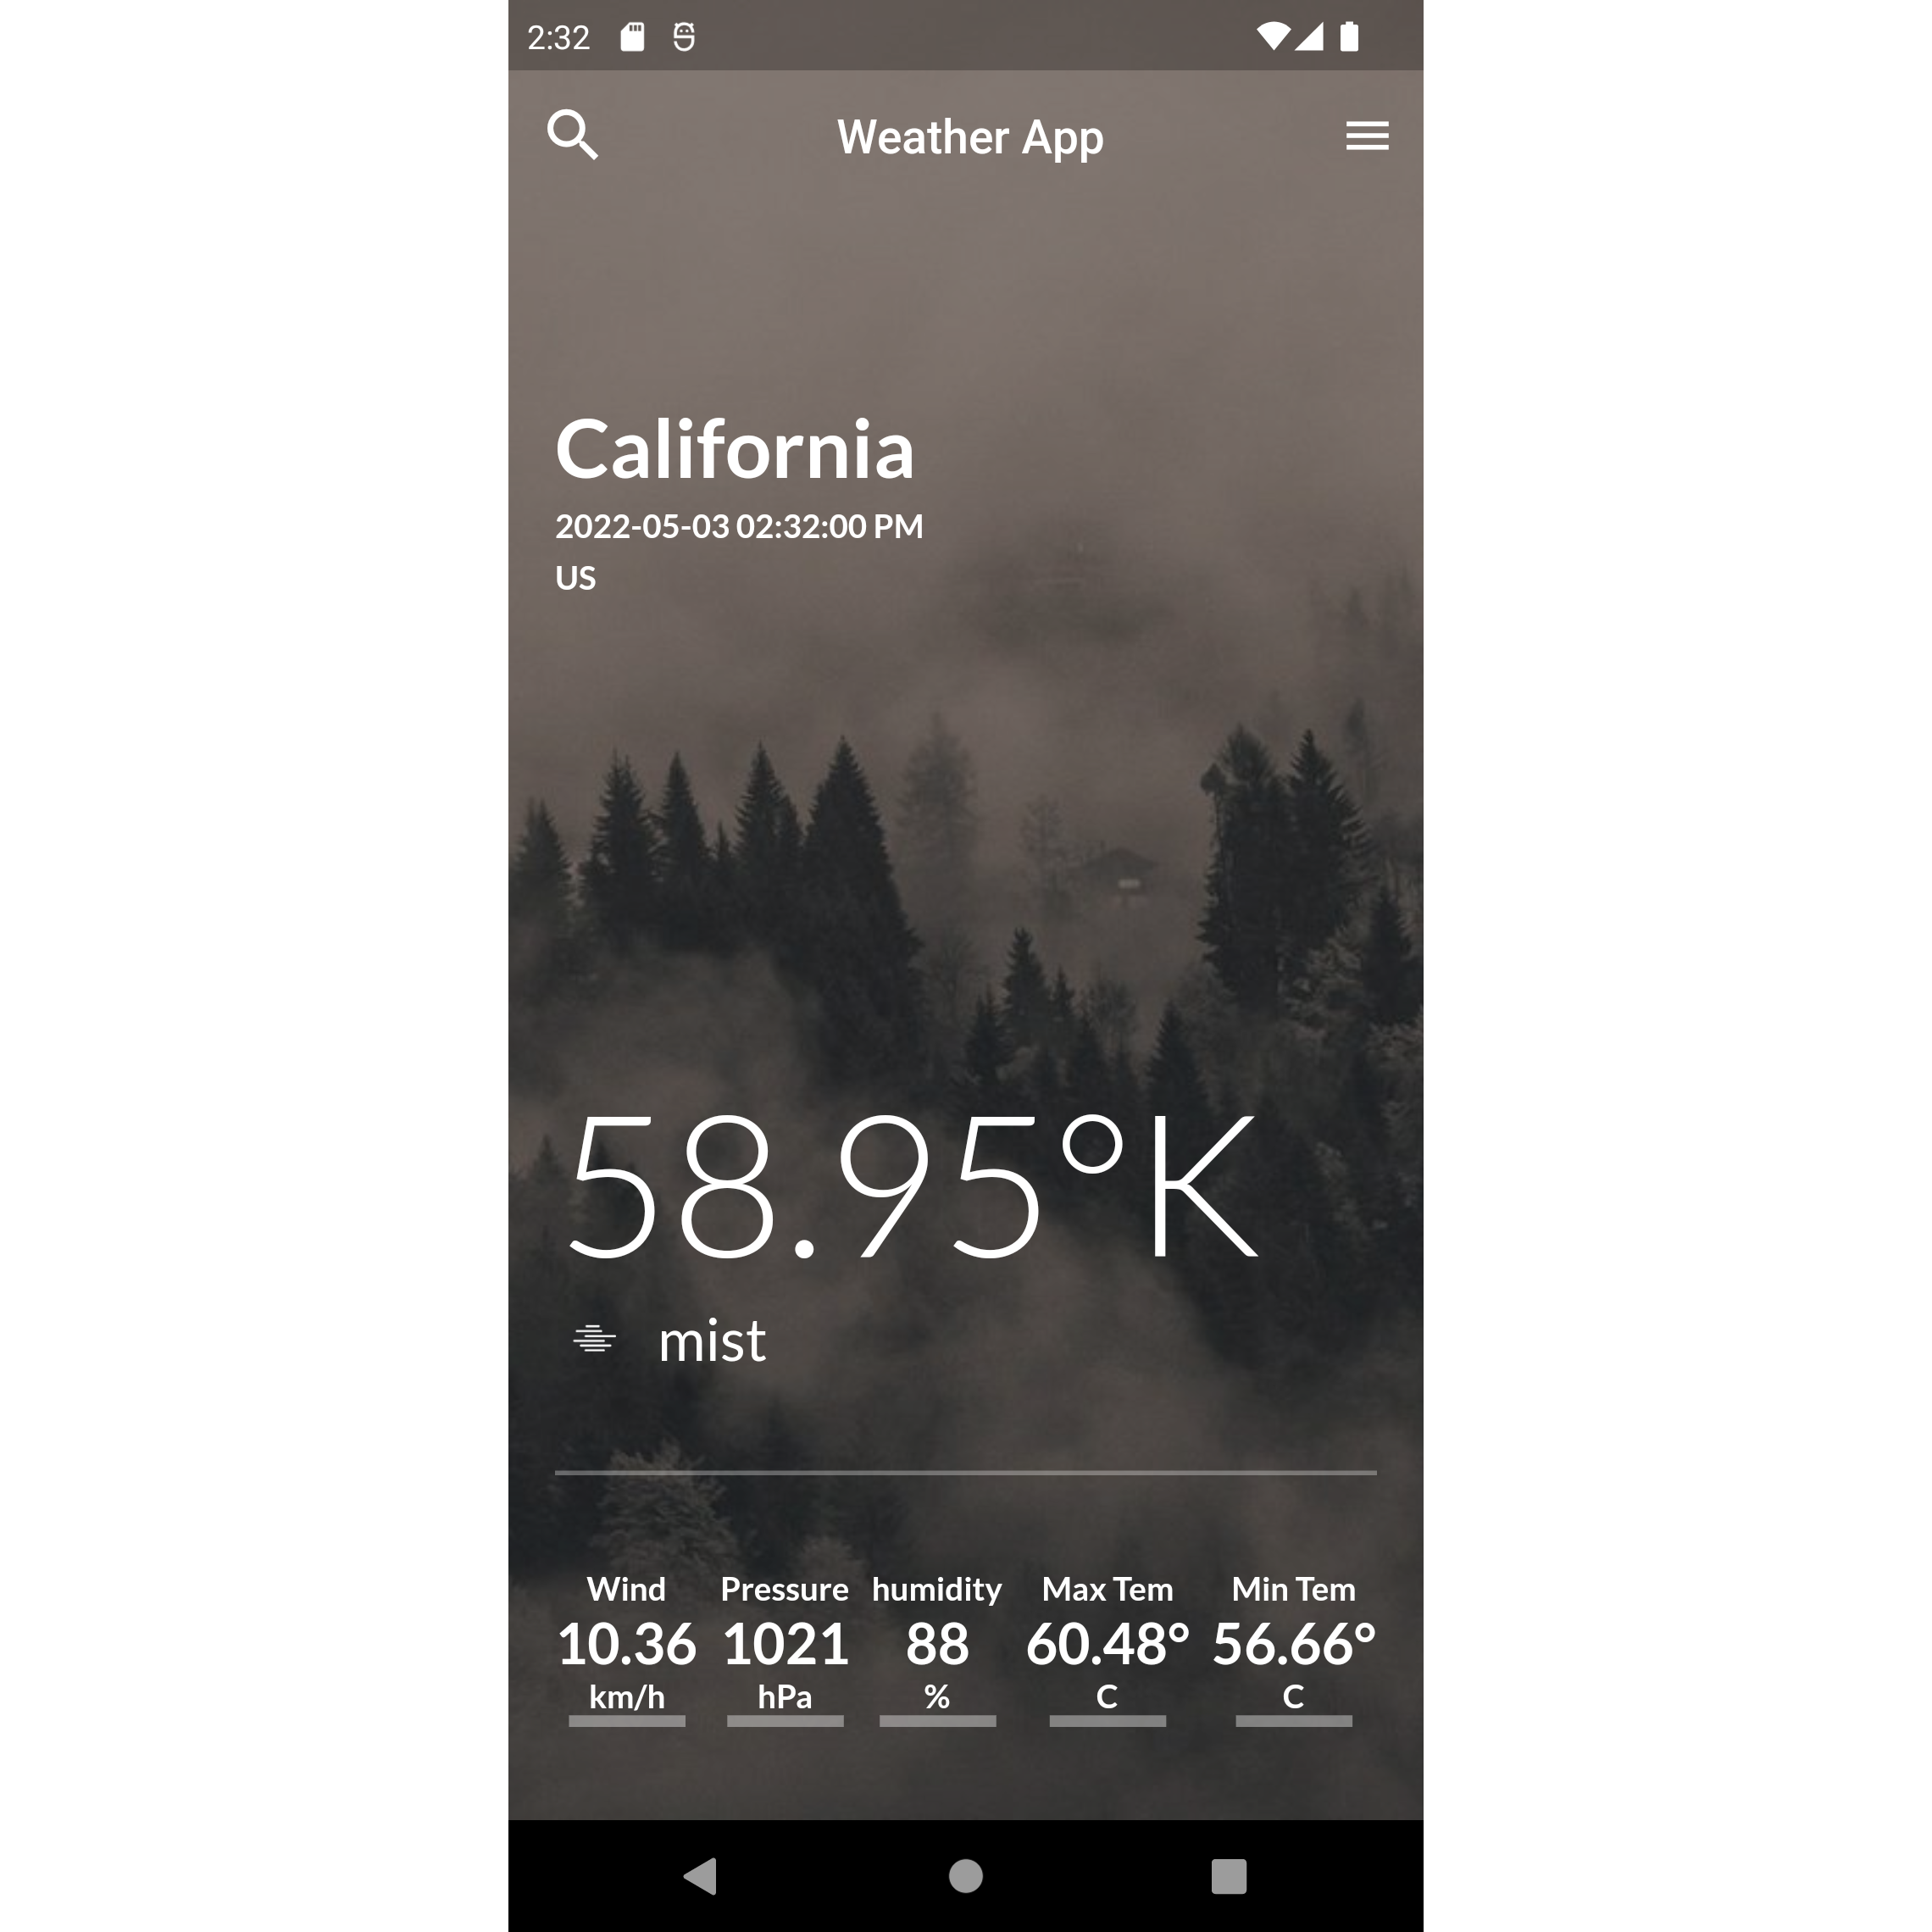 2:32
Weather App
California
2022-05-03 02:32:00 PM
US
58.95°K
mist
Wind Pressure humidity Max Tem Min Tem
10.36 1021 88 60.48° 56.66°
km/h hPa % C C